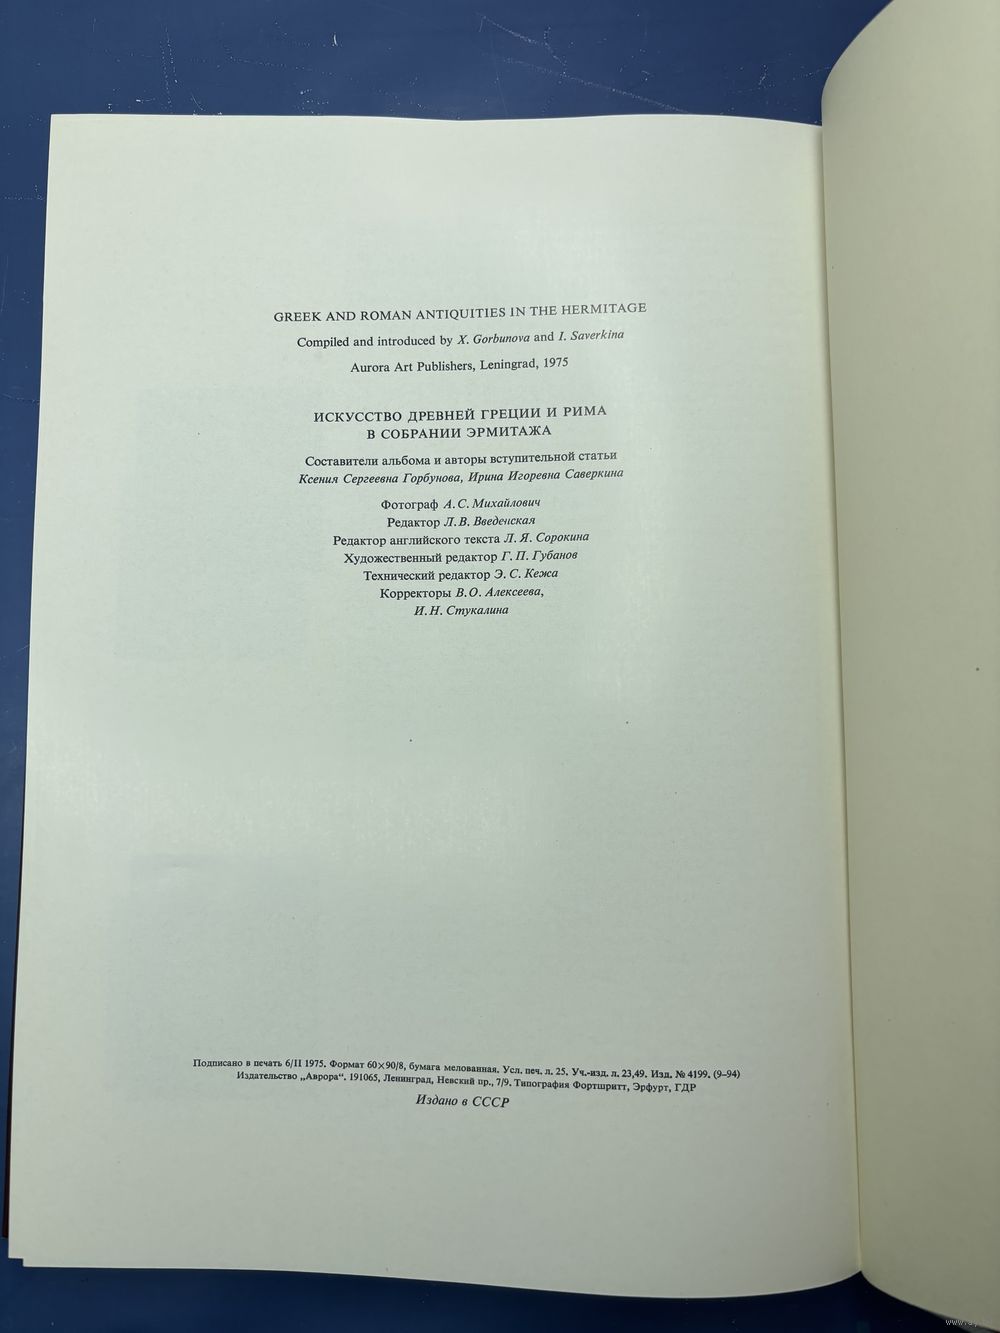 GREEK AND ROMAN ANTIQUITIES IN THE HERMITAGE
Compiled and introduced by X. Gorbunova and I. Saverkina
Aurora Art Publishers, Leningrad, 1975
ИСКУССТВО ДРЕВНЕЙ ГРЕЦИИ И РИМА
В СОБРАНИИ ЭРМИТАЖА
Составители альбома и авторы вступительной статьи
Ксения Сергеевна Горбунова, Ирина Игоревна Саверкина
Фотограф А. С. Михайлович
Редактор Л. В. Введенская
Редактор английского текста Л. Я. Сорокина
Художественный редактор Г. П. Губанов
Технический редактор Э. С. Кежа
Корректоры В. О. Алексеева,
И. Н. Стукалина
Подписано в печать 6/II 1975. Формат 60×90/8, бумага мелованная. Усл. печ. л. 25. Уч.-изд. л. 23,49. Изд. № 4199. (9–94)
Издательство „Аврора“. 191065, Ленинград, Невский пр., 7/9. Типография Фортшритт, Эрфурт, ГДР
Издано в СССР